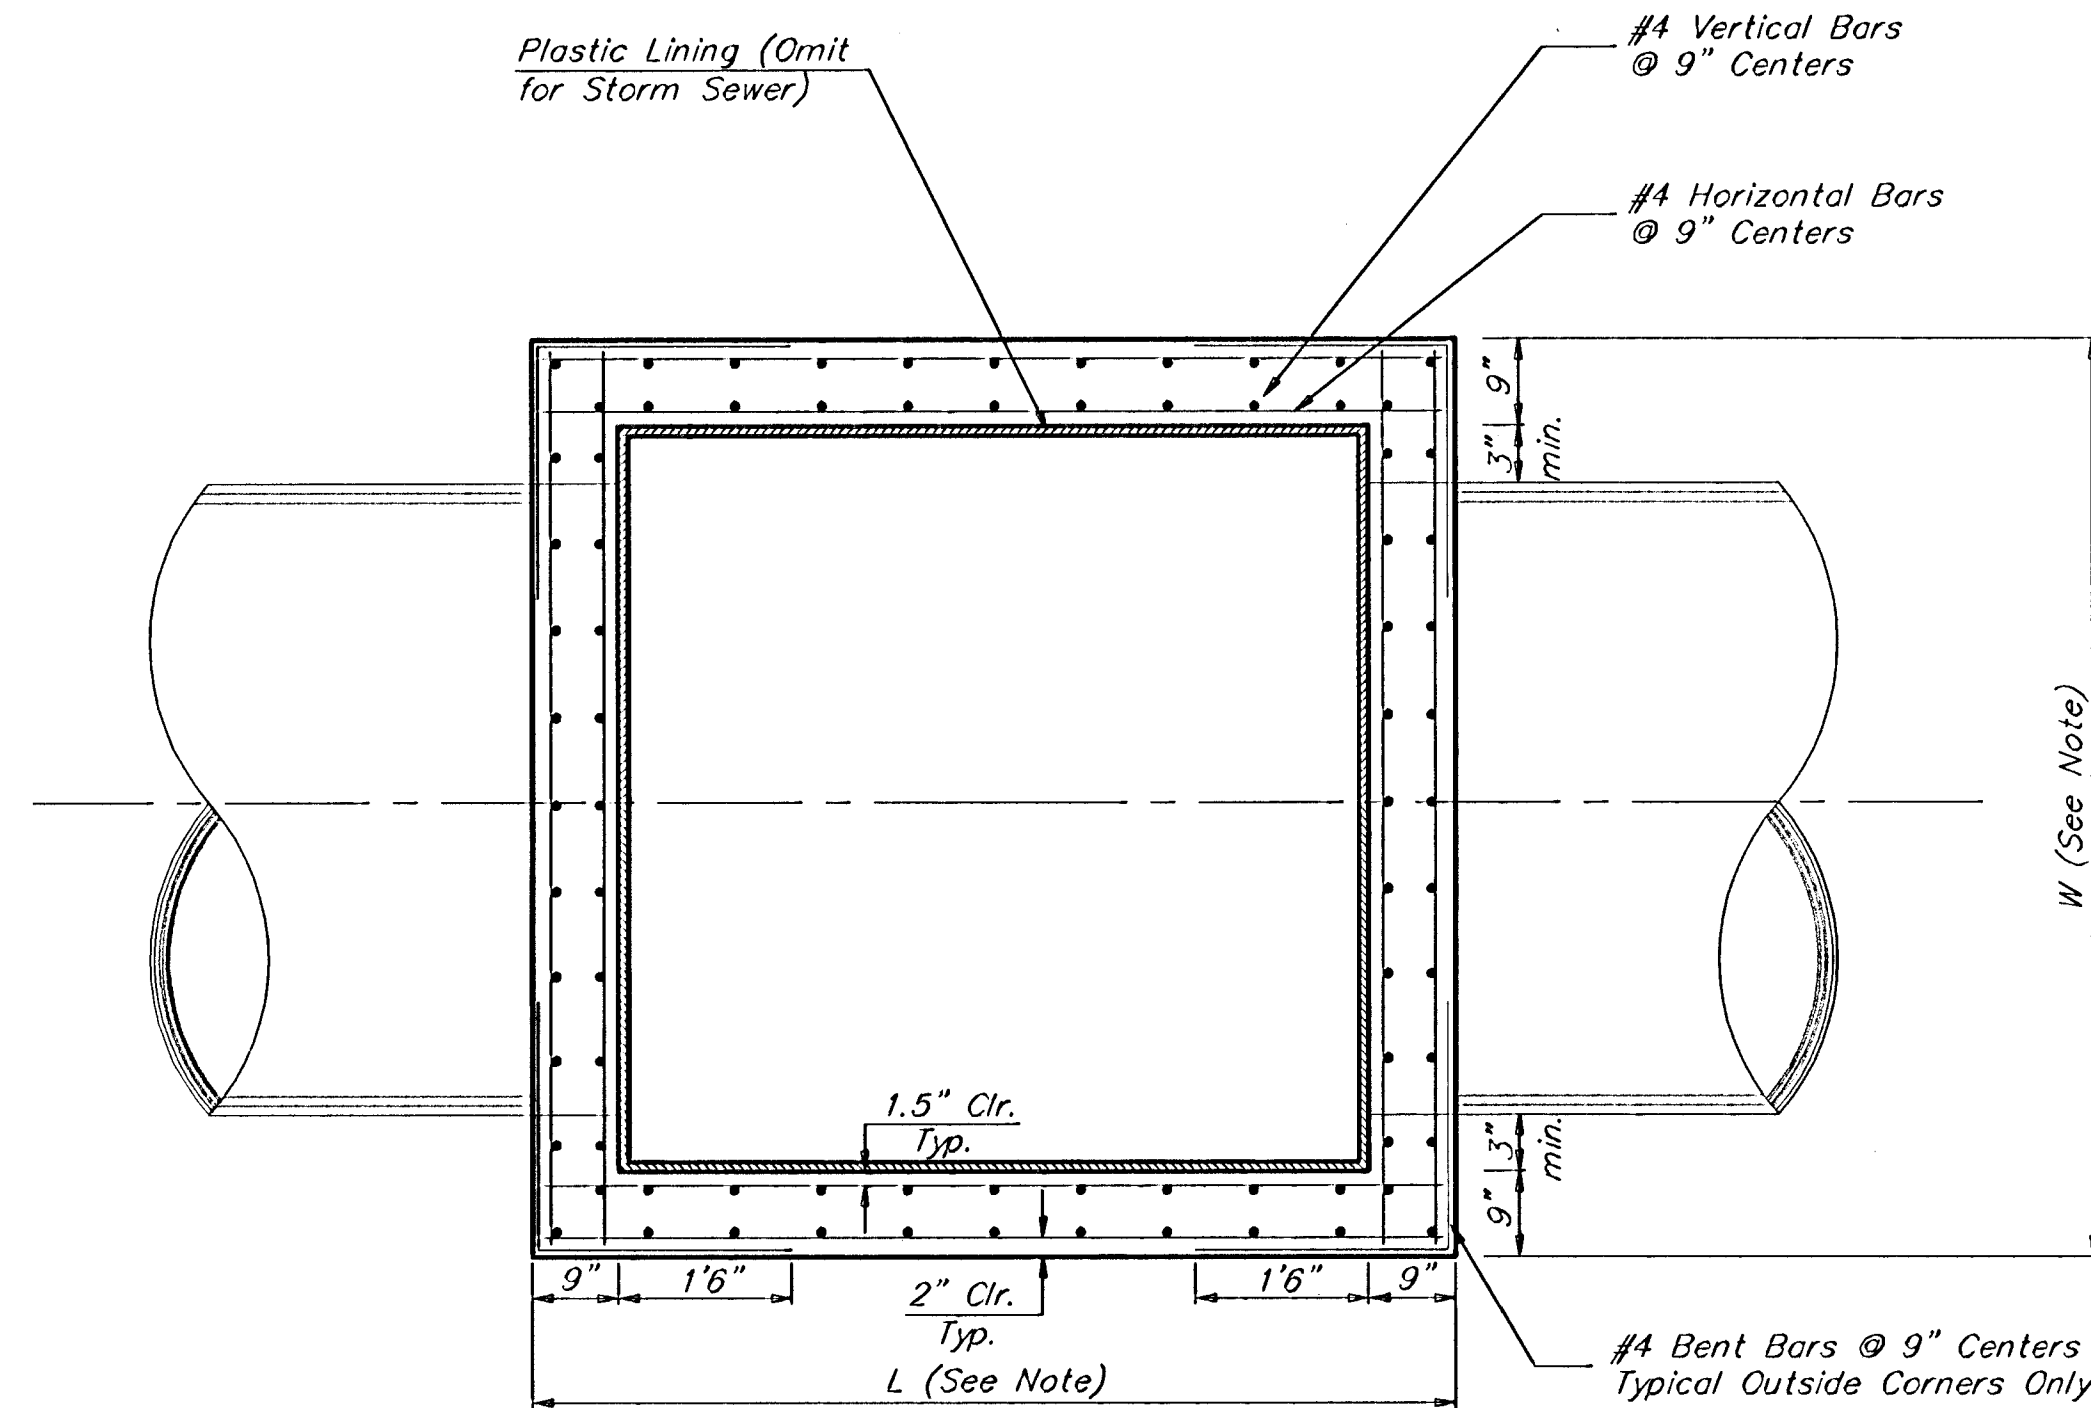 Plastic Lining (Omit
for Storm Sewer)
#4 Vertical Bars
@ 9" Centers
#4 Horizontal Bars
@ 9" Centers
9"
3"
min.
W (See Note)
1.5" Clr.
Typ.
3"
min.
9"
9"
1'6"
2" Clr.
Typ.
1'6"
9"
L (See Note)
#4 Bent Bars @ 9" Centers
Typical Outside Corners Only